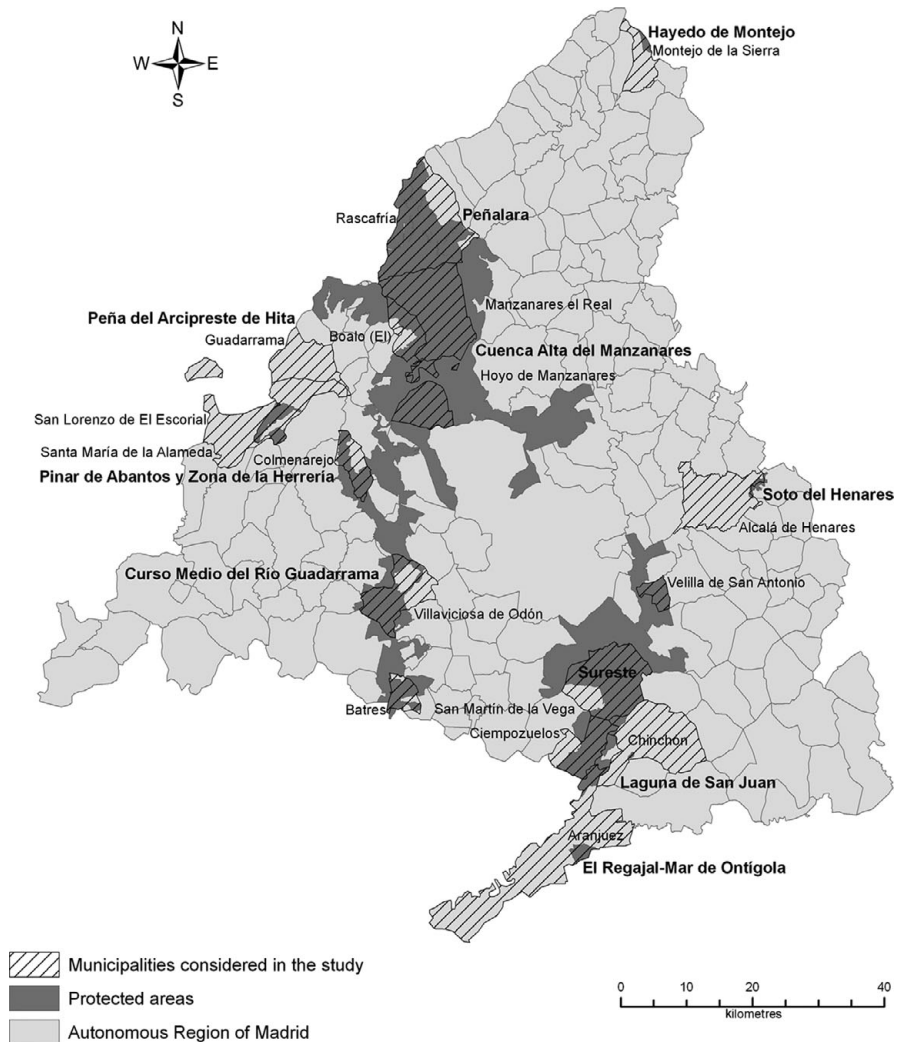 N
W E
S
Hayedo de Montejo
Montejo de la Sierra
Rascafría
Peñalara
Manzanares el Real
Peña del Arcipreste de Hita
Guadarrama
Boalo (El)
Cuenca Alta del Manzanares
Hoyo de Manzanares
San Lorenzo de El Escorial
Santa María de la Alameda
Colmenarejo
Pinar de Abantos y Zona de la Herrería
Soto del Henares
Alcalá de Henares
Curso Medio del Río Guadarrama
Velilla de San Antonio
Villaviciosa de Odón
Sureste
Batres
San Martín de la Vega
Ciempozuelos
Chinchón
Laguna de San Juan
Aranjuez
El Regajal-Mar de Ontígola
Municipalities considered in the study
Protected areas
Autonomous Region of Madrid
0 10 20 40
kilometres